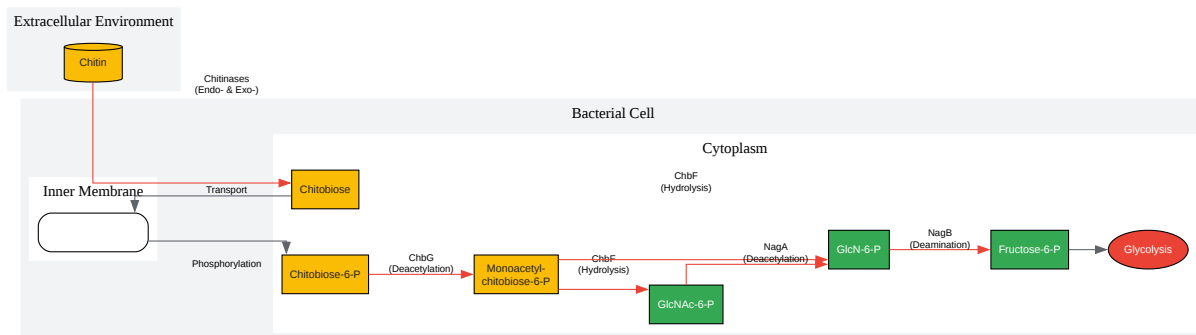 Extracellular Environment
Chitin
Chitinases
(Endo- & Exo-)
Bacterial Cell
Cytoplasm
Inner Membrane
Transport
Chitobiose
ChbF
(Hydrolysis)
Phosphorylation
Chitobiose-6-P
ChbG
(Deacetylation)
Monoacetyl-
chitobiose-6-P
ChbF
(Hydrolysis)
GlcNAc-6-P
NagA
(Deacetylation)
GlcN-6-P
NagB
(Deamination)
Fructose-6-P
Glycolysis